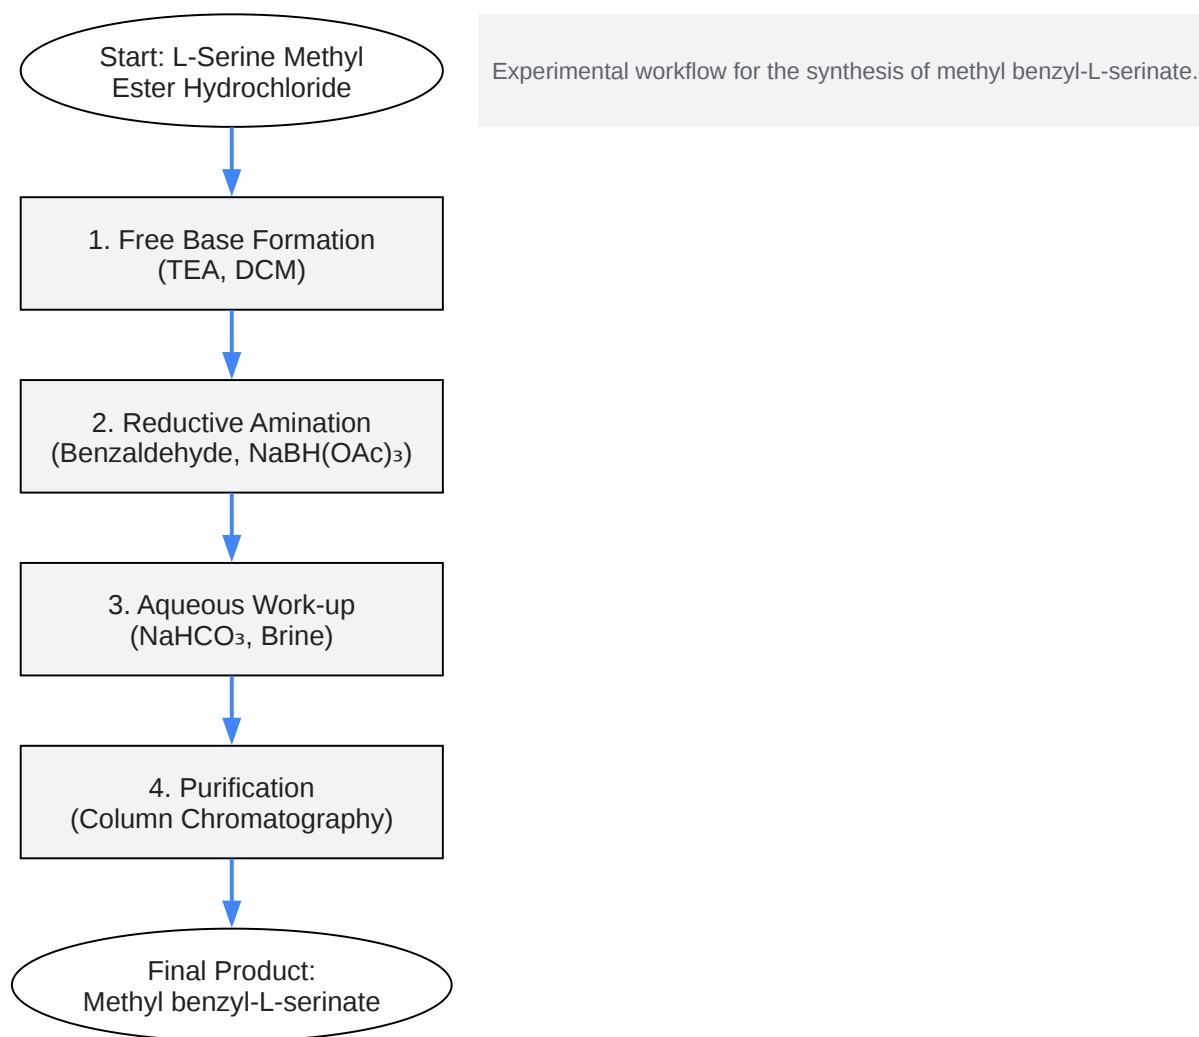 Start: L-Serine Methyl
Ester Hydrochloride
Experimental workflow for the synthesis of methyl benzyl-L-serinate.
1. Free Base Formation
(TEA, DCM)
2. Reductive Amination
(Benzaldehyde, NaBH(OAc)₃)
3. Aqueous Work-up
(NaHCO₃, Brine)
4. Purification
(Column Chromatography)
Final Product:
Methyl benzyl-L-serinate